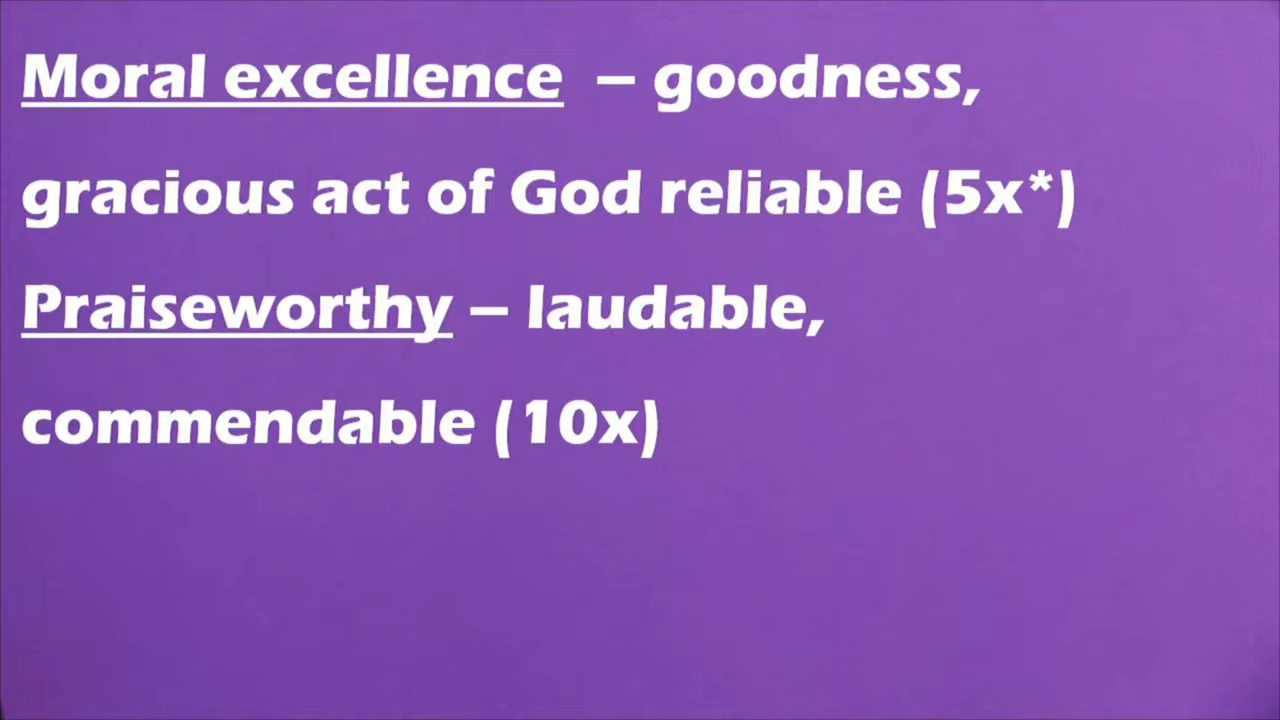 Moral excellence – goodness,
gracious act of God reliable (5x*)
Praiseworthy – laudable,
commendable (10x)